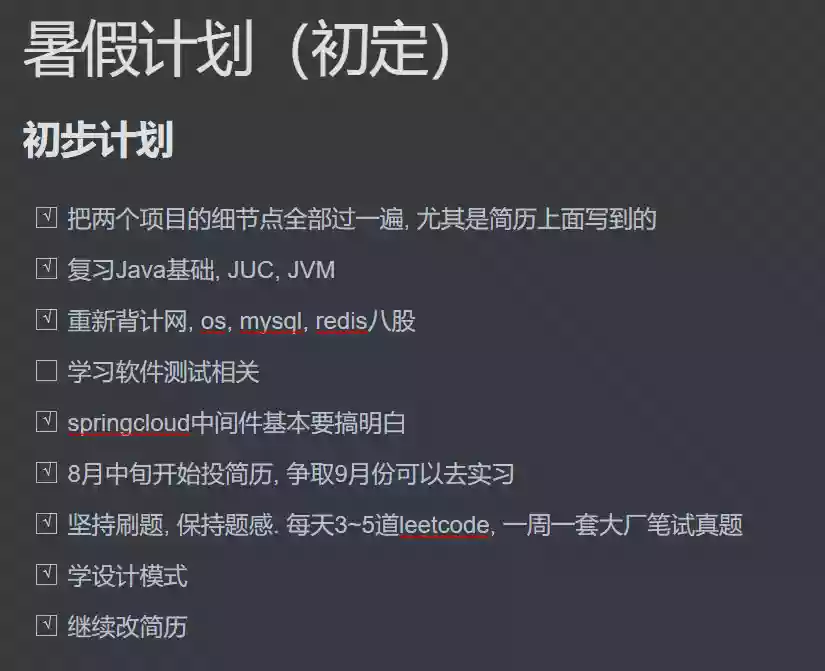 暑假计划（初定）
初步计划
☑ 把两个项目的细节点全部过一遍, 尤其是简历上面写到的
☑ 复习Java基础, JUC, JVM
☑ 重新背计网, os, mysql, redis八股
☐ 学习软件测试相关
☑ springcloud中间件基本要搞明白
☑ 8月中旬开始投简历, 争取9月份可以去实习
☑ 坚持刷题, 保持题感. 每天3~5道leetcode, 一周一套大厂笔试真题
☑ 学设计模式
☑ 继续改简历